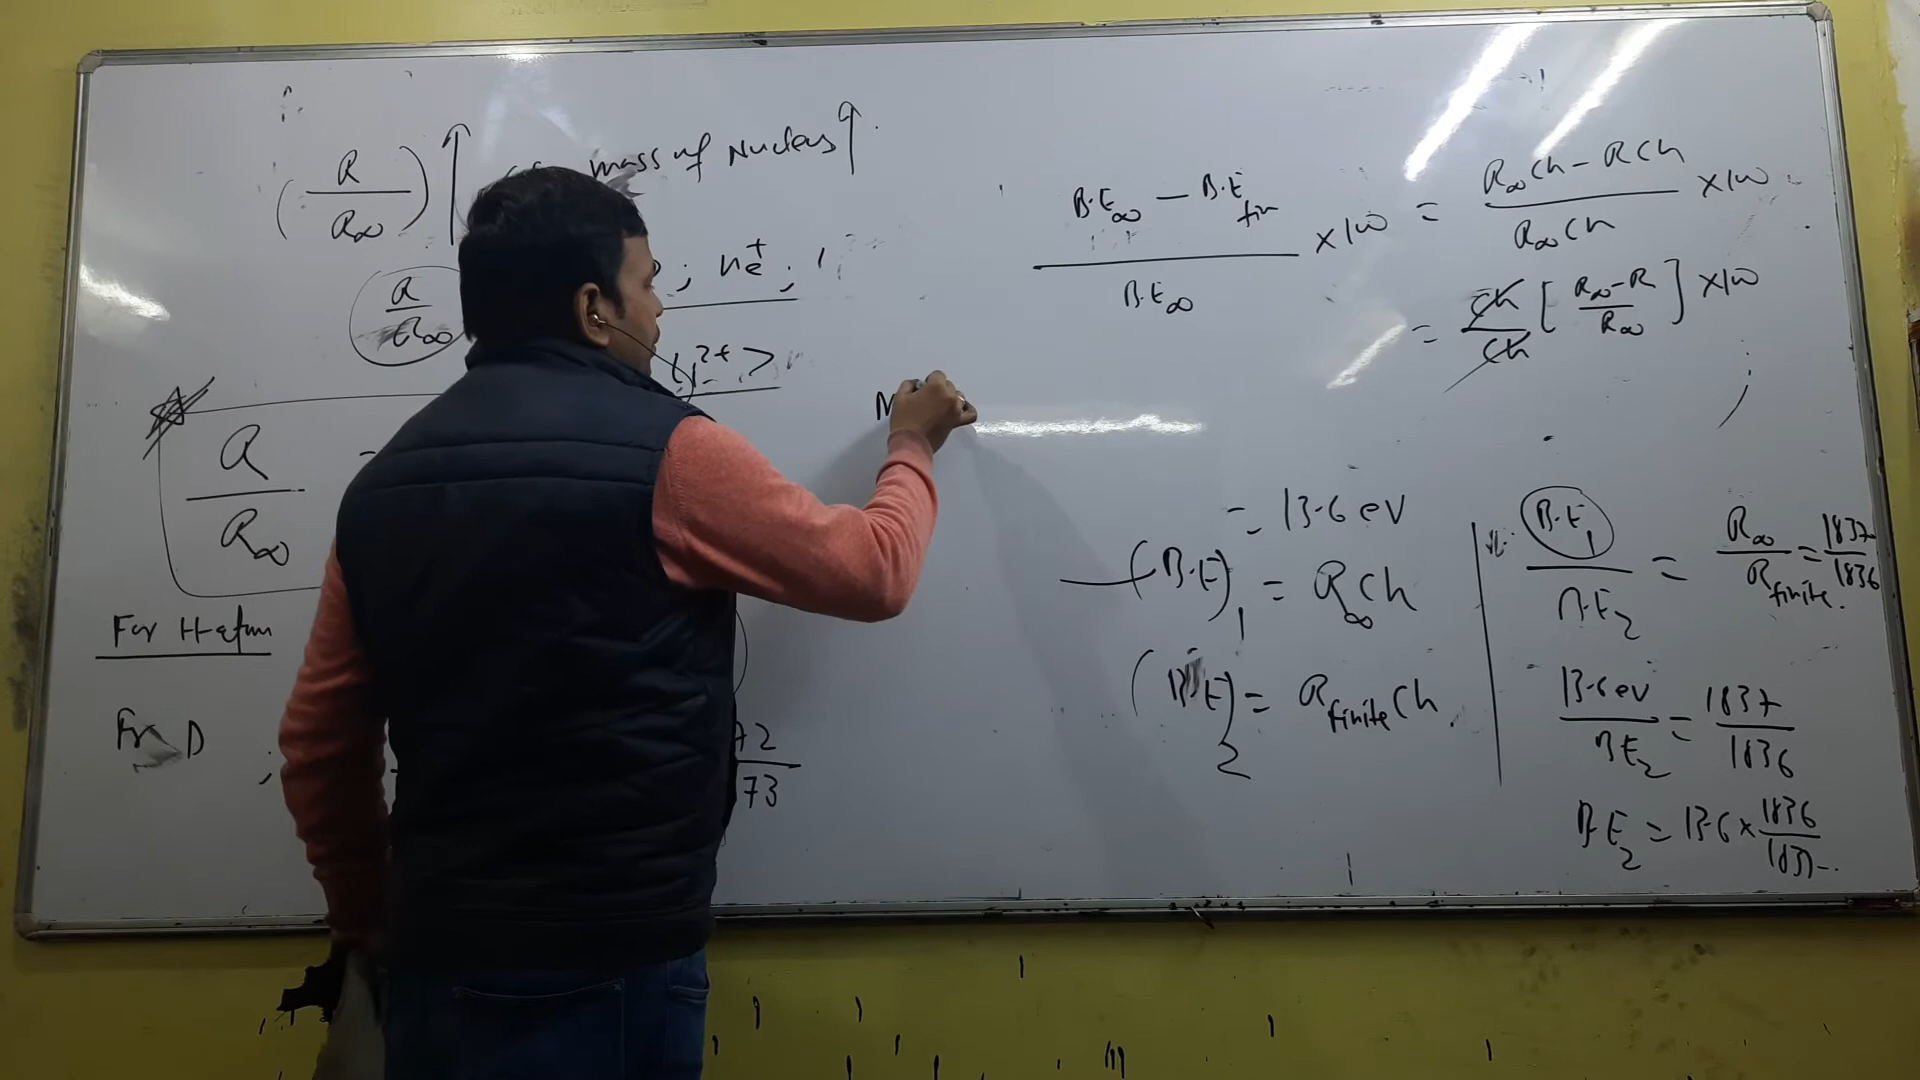 (R/R∞)↑ mass of Nucleus ↑
R/R∞ ; He⁺ ;
Li²⁺ >
R/R∞
For H-atom
For D ;
72/73
(B.E∞ − B.E fin)/B.E∞ × 100 = (R∞ch − Rch)/R∞ch × 100
= ch/ch [(R∞ − R)/R∞] × 100
= 13.6 ev
(B.E)₁ = R∞ch
(B.E)₂ = R finite ch
B.E₁/B.E₂ = R∞/R finite. = 1837/1836
13.6 ev/BE₂ = 1837/1836
BE₂ = 13.6 × 1836/1837